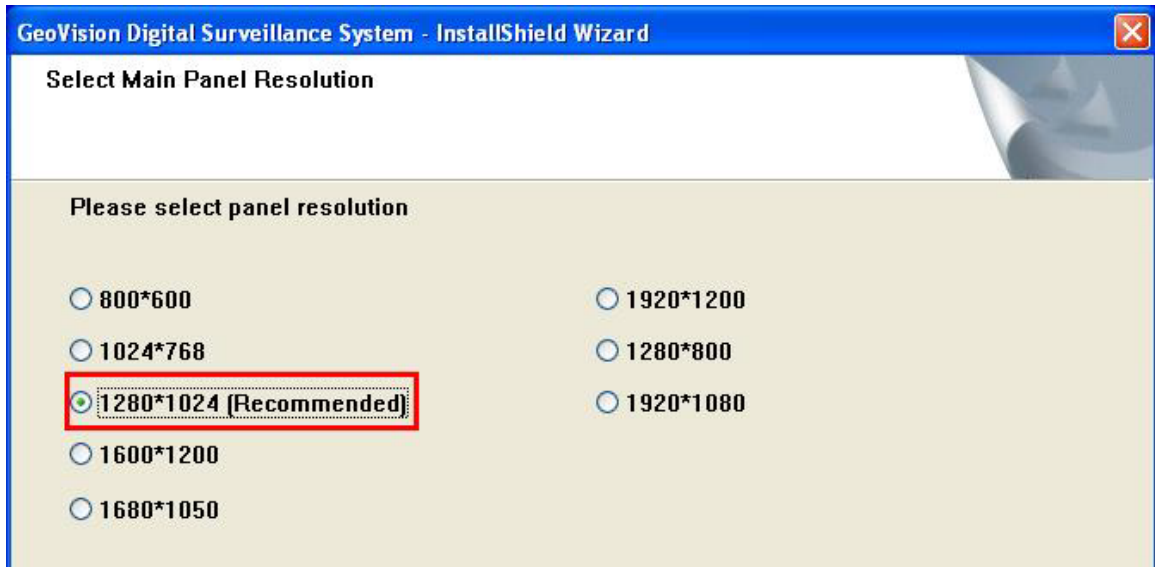 GeoVision Digital Surveillance System - InstallShield Wizard
Select Main Panel Resolution
Please select panel resolution
800*600
1024*768
1280*1024 (Recommended)
1600*1200
1680*1050
1920*1200
1280*800
1920*1080